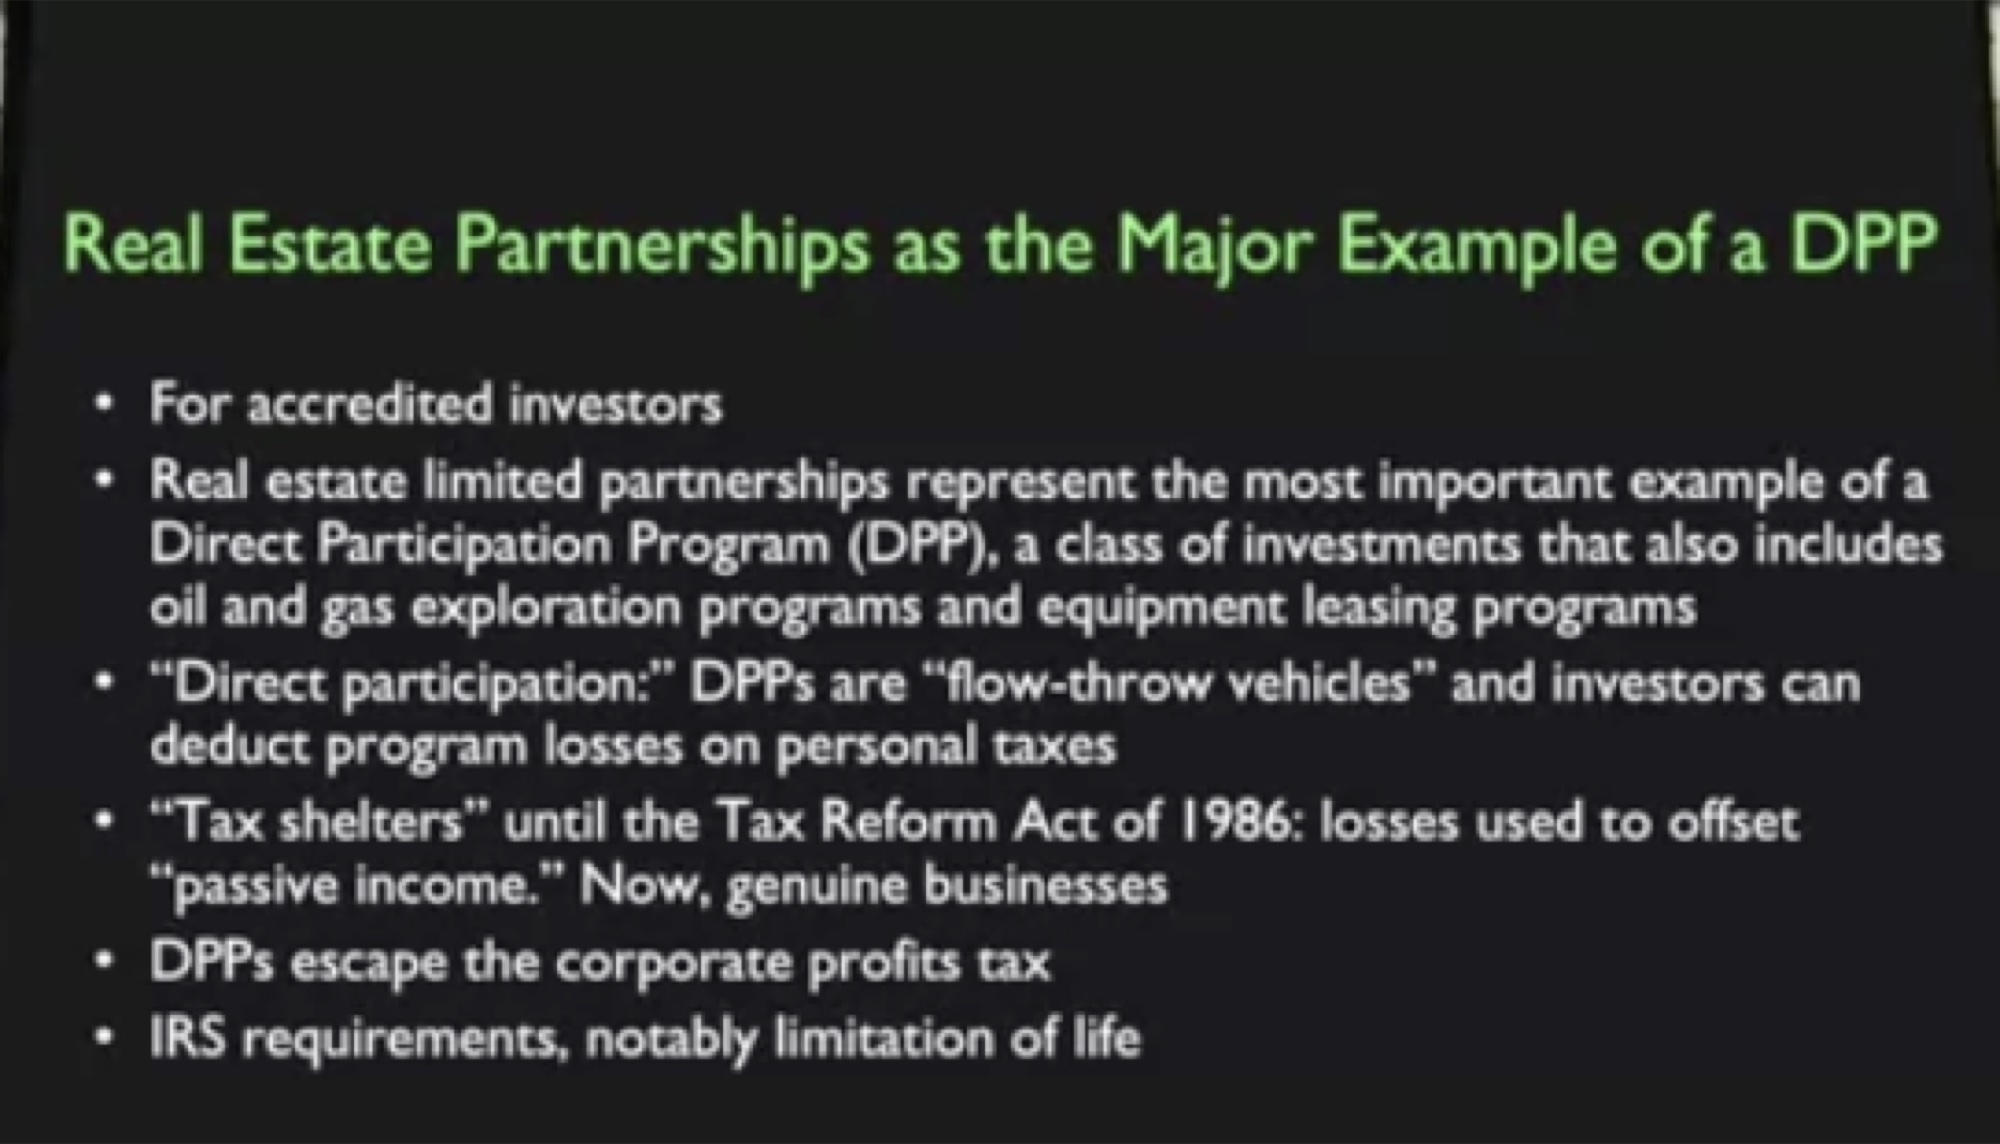 Real Estate Partnerships as the Major Example of a DPP
• For accredited investors
• Real estate limited partnerships represent the most important example of a
Direct Participation Program (DPP), a class of investments that also includes
oil and gas exploration programs and equipment leasing programs
• “Direct participation:” DPPs are “flow-throw vehicles” and investors can
deduct program losses on personal taxes
• “Tax shelters” until the Tax Reform Act of 1986: losses used to offset
“passive income.” Now, genuine businesses
• DPPs escape the corporate profits tax
• IRS requirements, notably limitation of life